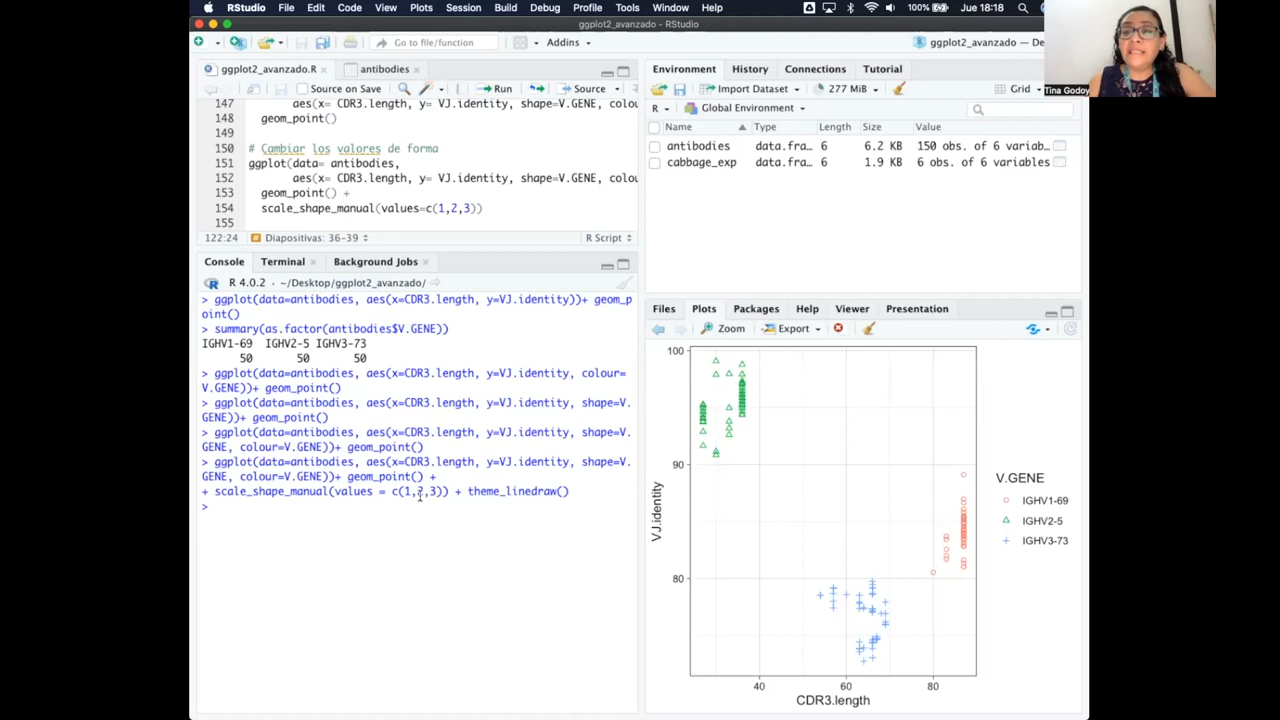 RStudio File Edit Code View Plots Session Build Debug Profile Tools Window Help 100% Jue 18:18
ggplot2_avanzado - RStudio
Go to file/function Addins ggplot2_avanzado — De
ggplot2_avanzado.R antibodies
Source on Save Run Source
147 aes(x= CDR3.length, y= VJ.identity, shape=V.GENE, colou
148 geom_point()
149
150 # Cambiar los valores de forma
151 ggplot(data= antibodies,
152 aes(x= CDR3.length, y= VJ.identity, shape=V.GENE, colou
153 geom_point() +
154 scale_shape_manual(values=c(1,2,3))
155
122:24 Diapositivas: 36-39 R Script
Console Terminal Background Jobs
R 4.0.2 · ~/Desktop/ggplot2_avanzado/
> ggplot(data=antibodies, aes(x=CDR3.length, y=VJ.identity))+ geom_p
oint()
> summary(as.factor(antibodies$V.GENE))
IGHV1-69 IGHV2-5 IGHV3-73
50 50 50
> ggplot(data=antibodies, aes(x=CDR3.length, y=VJ.identity, colour=
V.GENE))+ geom_point()
> ggplot(data=antibodies, aes(x=CDR3.length, y=VJ.identity, shape=V.
GENE))+ geom_point()
> ggplot(data=antibodies, aes(x=CDR3.length, y=VJ.identity, shape=V.
GENE, colour=V.GENE))+ geom_point()
> ggplot(data=antibodies, aes(x=CDR3.length, y=VJ.identity, shape=V.
GENE, colour=V.GENE))+ geom_point() +
+ scale_shape_manual(values = c(1,2,3)) + theme_linedraw()
>
Environment History Connections Tutorial
Import Dataset 277 MiB Grid
R Global Environment
Name Type Length Size Value
antibodies data.fra… 6 6.2 KB 150 obs. of 6 variab…
cabbage_exp data.fra… 6 1.9 KB 6 obs. of 6 variables
Files Plots Packages Help Viewer Presentation
Zoom Export
100
90
80
VJ.identity
40 60 80
CDR3.length
V.GENE
IGHV1-69
IGHV2-5
IGHV3-73
Tina Godoy